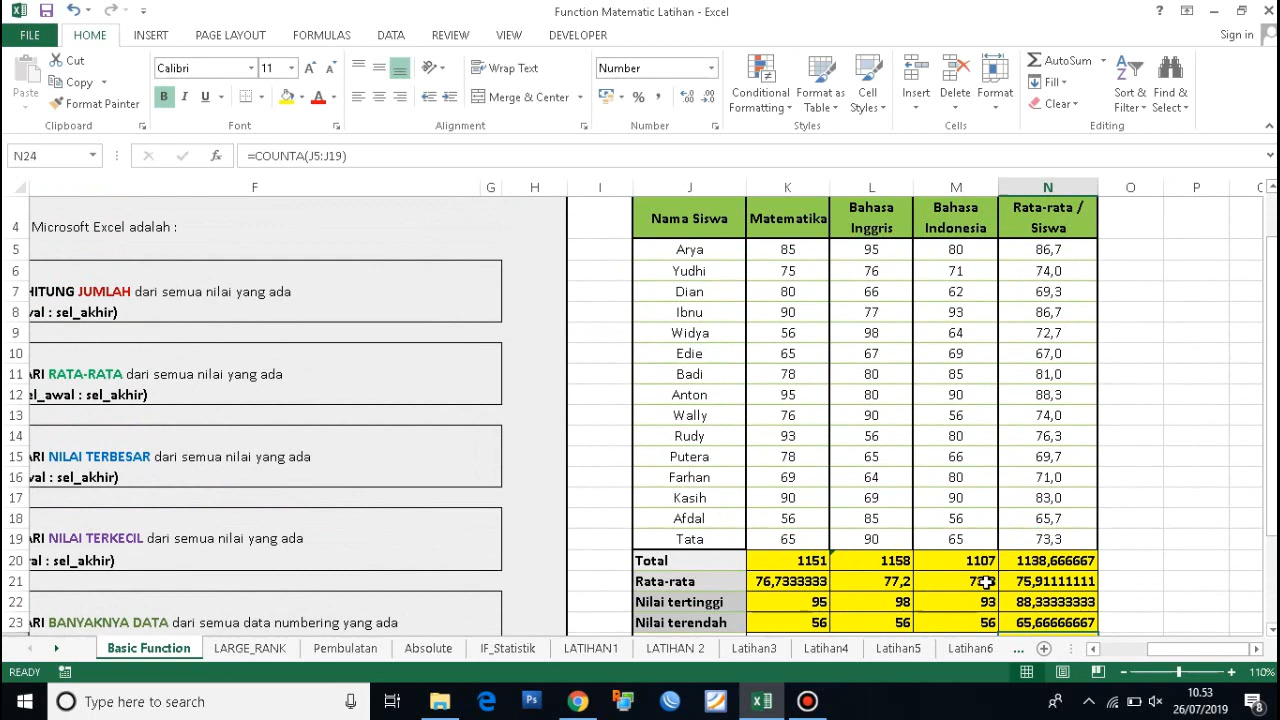 Function Matematic Latihan - Excel
?
FILE HOME INSERT PAGE LAYOUT FORMULAS DATA REVIEW VIEW DEVELOPER Sign in
Paste
Cut
Copy
Format Painter
Clipboard
Calibri 11
B I U
Font
Wrap Text
Merge & Center
Alignment
Number
%
Number
Conditional Formatting
Format as Table
Cell Styles
Styles
Insert Delete Format
Cells
AutoSum
Fill
Clear
Sort & Filter
Find & Select
Editing
N24 fx =COUNTA(J5:J19)
F G H I J K L M N O P
4 Microsoft Excel adalah : Nama Siswa Matematika Bahasa Inggris Bahasa Indonesia Rata-rata / Siswa
5 Arya 85 95 80 86,7
6 Yudhi 75 76 71 74,0
7 HITUNG JUMLAH dari semua nilai yang ada Dian 80 66 62 69,3
8 val : sel_akhir) Ibnu 90 77 93 86,7
9 Widya 56 98 64 72,7
10 Edie 65 67 69 67,0
11 ARI RATA-RATA dari semua nilai yang ada Badi 78 80 85 81,0
12 el_awal : sel_akhir) Anton 95 80 90 88,3
13 Wally 76 90 56 74,0
14 Rudy 93 56 80 76,3
15 ARI NILAI TERBESAR dari semua nilai yang ada Putera 78 65 66 69,7
16 val : sel_akhir) Farhan 69 64 80 71,0
17 Kasih 90 69 90 83,0
18 Afdal 56 85 56 65,7
19 ARI NILAI TERKECIL dari semua nilai yang ada Tata 65 90 65 73,3
20 al : sel_akhir) Total 1151 1158 1107 1138,666667
21 Rata-rata 76,7333333 77,2 75,91111111
22 Nilai tertinggi 95 98 93 88,33333333
23 ARI BANYAKNYA DATA dari semua data numbering yang ada Nilai terendah 56 56 56 65,66666667
Basic Function LARGE_RANK Pembulatan Absolute IF_Statistik LATIHAN1 LATIHAN 2 Latihan3 Latihan4 Latihan5 Latihan6 ...
READY 110%
Type here to search
10.53
26/07/2019
8